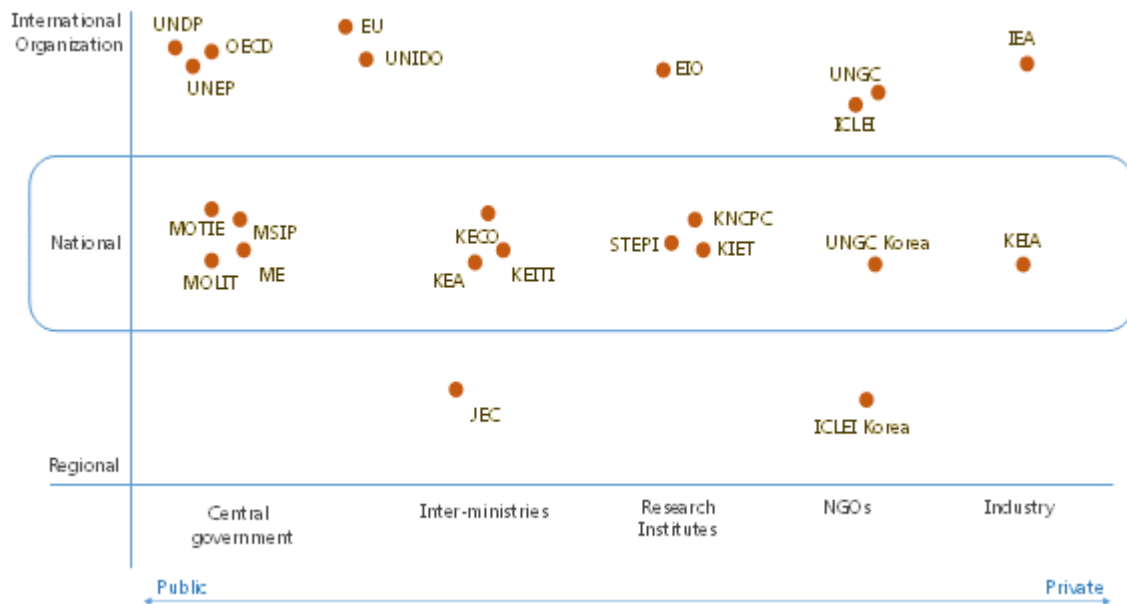 International
Organization
UNDP
OECD
UNEP
EU
UNIDO
EIO
UNGC
ICLEI
IEA
National
MOTIE
MSIP
MOLIT
ME
KECO
KEA
KEITI
STEPI
KNCPC
KIET
UNGC Korea
KEIA
JEC
ICLEI Korea
Regional
Central
government
Inter-ministries
Research
Institutes
NGOs
Industry
Public
Private